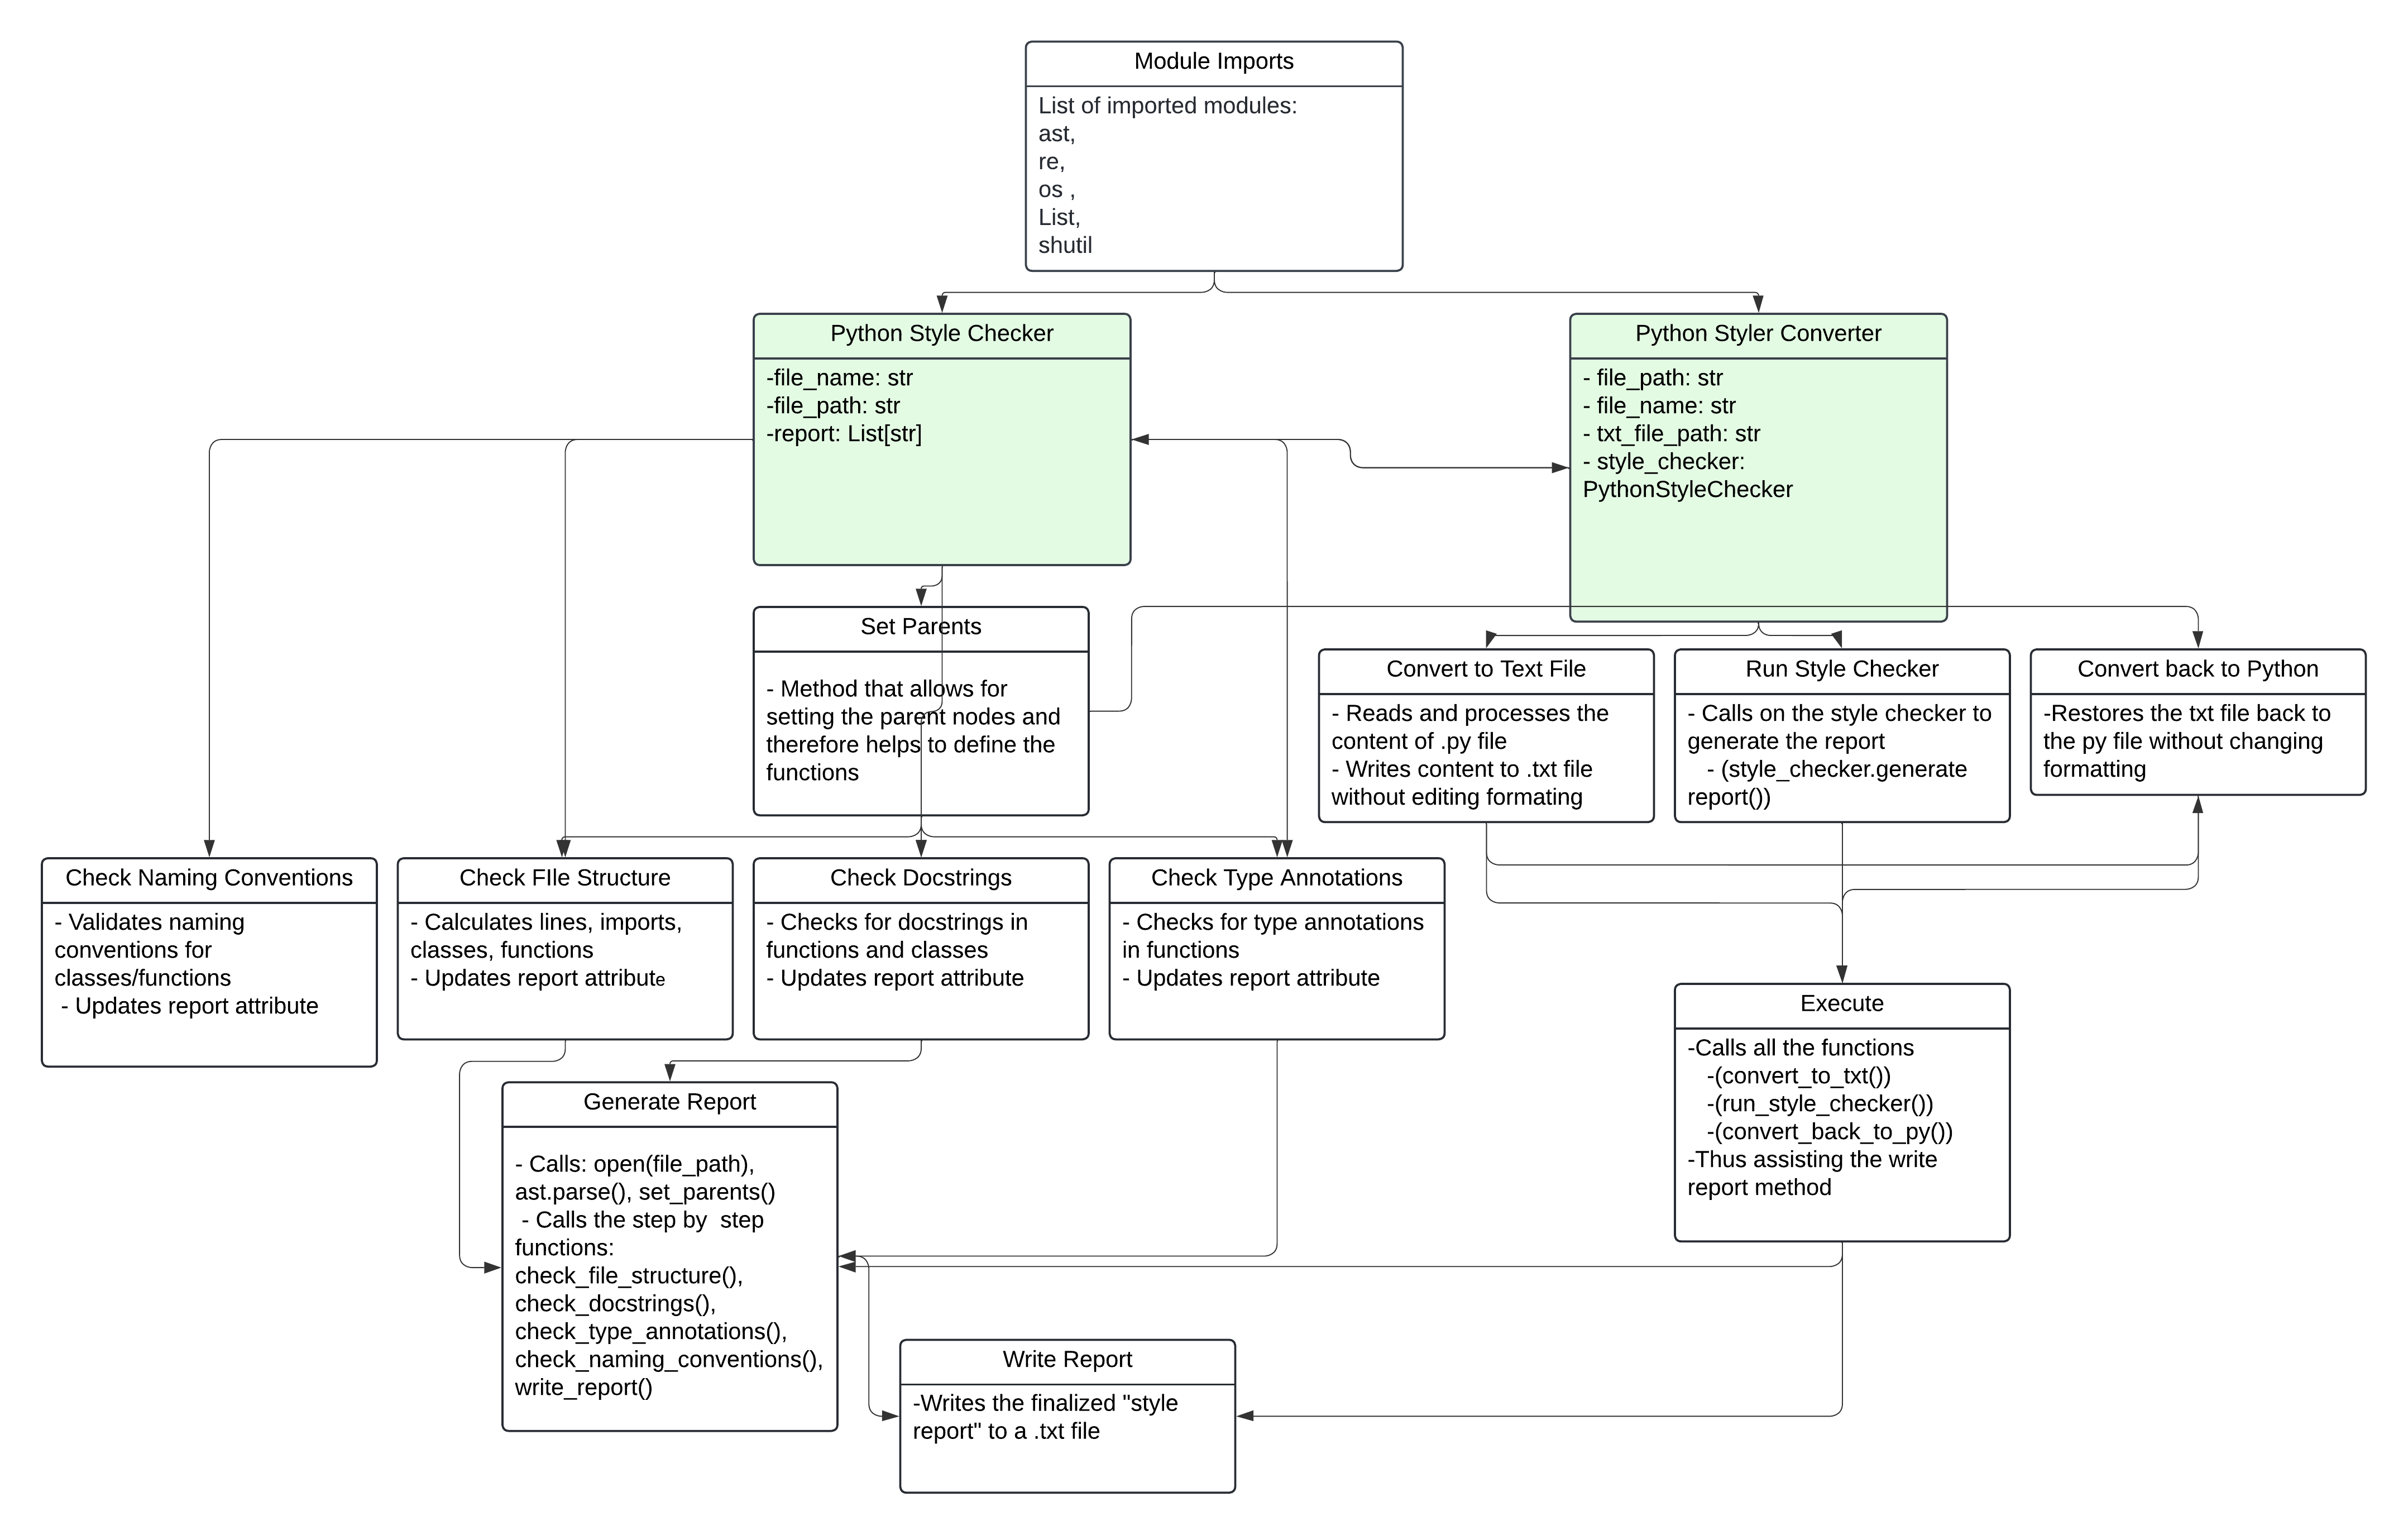 Module Imports
List of imported modules:
ast,
re,
os ,
List,
shutil
Python Style Checker
-file_name: str
-file_path: str
-report: List[str]
Python Styler Converter
- file_path: str
- file_name: str
- txt_file_path: str
- style_checker:
PythonStyleChecker
Set Parents
- Method that allows for
setting the parent nodes and
therefore helps to define the
functions
Convert to Text File
- Reads and processes the
content of .py file
- Writes content to .txt file
without editing formating
Run Style Checker
- Calls on the style checker to
generate the report
- (style_checker.generate
report())
Convert back to Python
-Restores the txt file back to
the py file without changing
formatting
Check Naming Conventions
- Validates naming
conventions for
classes/functions
- Updates report attribute
Check FIle Structure
- Calculates lines, imports,
classes, functions
- Updates report attribute
Check Docstrings
- Checks for docstrings in
functions and classes
- Updates report attribute
Check Type Annotations
- Checks for type annotations
in functions
- Updates report attribute
Execute
-Calls all the functions
-(convert_to_txt())
-(run_style_checker())
-(convert_back_to_py())
-Thus assisting the write
report method
Generate Report
- Calls: open(file_path),
ast.parse(), set_parents()
- Calls the step by  step
functions:
check_file_structure(),
check_docstrings(),
check_type_annotations(),
check_naming_conventions(),
write_report()
Write Report
-Writes the finalized "style
report" to a .txt file